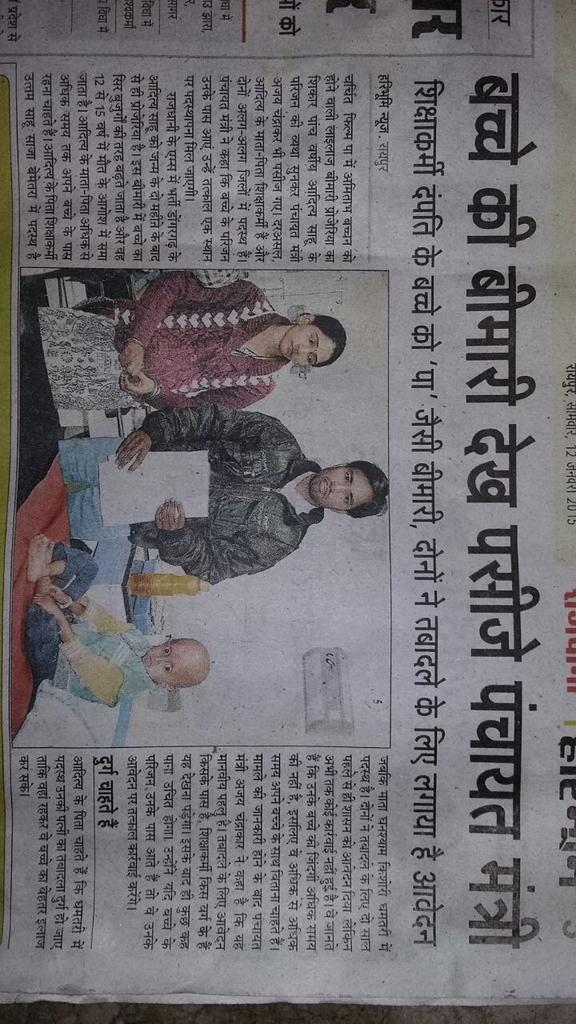 रायपुर, सोमवार, 12 जनवरी 2015
बच्चे की बीमारी देख पसीजे पंचायत मंत्री
शिक्षाकर्मी दंपति के बच्चे को 'पा' जैसी बीमारी, दोनों ने तबादले के लिए लगाया है आवेदन
हरिभूमि न्यूज. रायपुर
चर्चित फिल्म पा में अमिताभ बच्चन को
होने वाली लाइलाज बीमारी प्रोजेरिया का
शिकार पांच वर्षीय आदित्य साहू के
परिजन की व्यथा सुनकर पंचायत मंत्री
अजय चंद्राकर भी पसीज गए। दरअसल
आदित्य के माता-पिता शिक्षाकर्मी हैं और
दोनों अलग-अलग जिलों में पदस्थ हैं।
पंचायत मंत्री ने कहा कि बच्चे के परिजन
उनके पास आएं, उन्हें तत्काल एक स्थान
पर पदस्थापना मिल जाएगी।
राजधानी के एम्स में भर्ती डोंगरगढ़ के
आदित्य साहू को जन्म के दो महीने के बाद
से ही प्रोजेरिया है। इस बीमारी में बच्चे का
सिर बुजुर्गों की तरह बढ़ते जाता है और वह
12 से 15 वर्ष में मौत के आगोश में समा
जाता है। आदित्य के माता-पिता अधिक से
अधिक समय तक अपने बच्चे के पास
रहना चाहते हैं। आदित्य के पिता शिक्षाकर्मी
उत्तम साहू साजा बेमेतरा में पदस्थ हैं
जबकि माता घनश्याम किशोरी धमतरी में
पदस्थ है। दोनों ने तबादले के लिए दो साल
पहले से ही शासन को आवेदन दिया लेकिन
अभी तक कोई कार्रवाई नहीं हुई है। वे जानते
हैं कि उनके बच्चे की जिंदगी अधिक समय
की नहीं है, इसलिए वे अधिक से अधिक
समय अपने बच्चे के साथ बिताना चाहते हैं।
मामले की जानकारी होने के बाद पंचायत
मंत्री अजय चंद्राकर ने कहा है कि यह
मानवीय पहलू है। तबादले के लिए आवेदन
किसके पास है, शिक्षाकर्मी किस वर्ग के हैं
यह देखना पड़ेगा। इसके बाद ही कुछ कह
पाना उचित होगा। उन्होंने यदि बच्चे के
परिजन उनके पास आते हैं तो वे उनके
आवेदन पर तत्काल कार्रवाई करेंगे।
दुर्ग चाहते हैं
आदित्य के पिता चाहते हैं कि धमतरी में
पदस्थ उनकी पत्नी का तबादला दुर्ग हो जाए,
ताकि वहां रहकर वे बच्चे का बेहतर इलाज
कर सके।